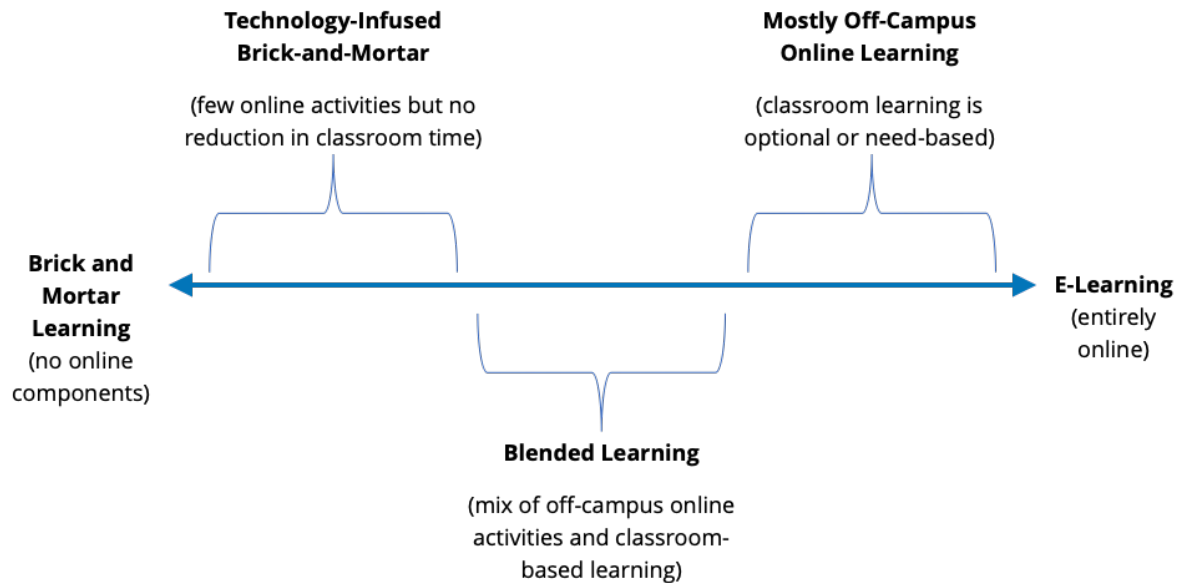 Technology-Infused
Brick-and-Mortar
(few online activities but no
reduction in classroom time)
Mostly Off-Campus
Online Learning
(classroom learning is
optional or need-based)
Brick and
Mortar
Learning
(no online
components)
E-Learning
(entirely
online)
Blended Learning
(mix of off-campus online
activities and classroom-
based learning)